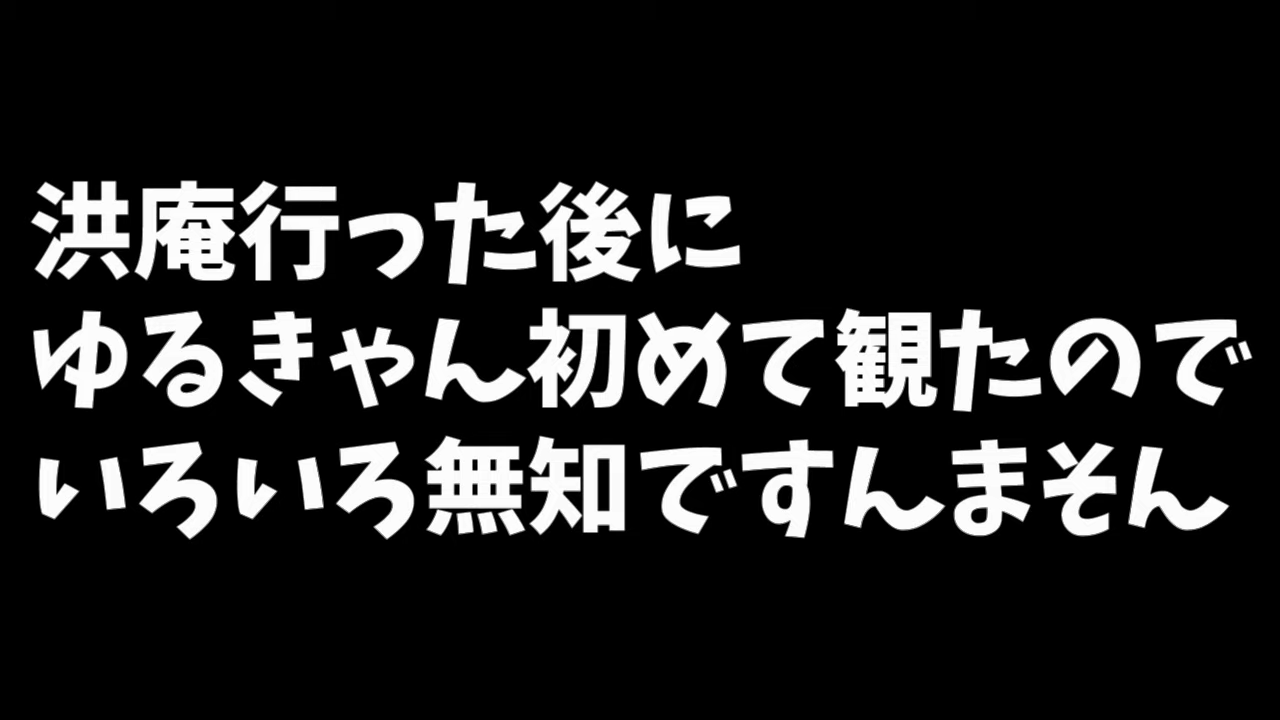 洪庵行った後に
ゆるきゃん初めて観たので
いろいろ無知ですんまそん